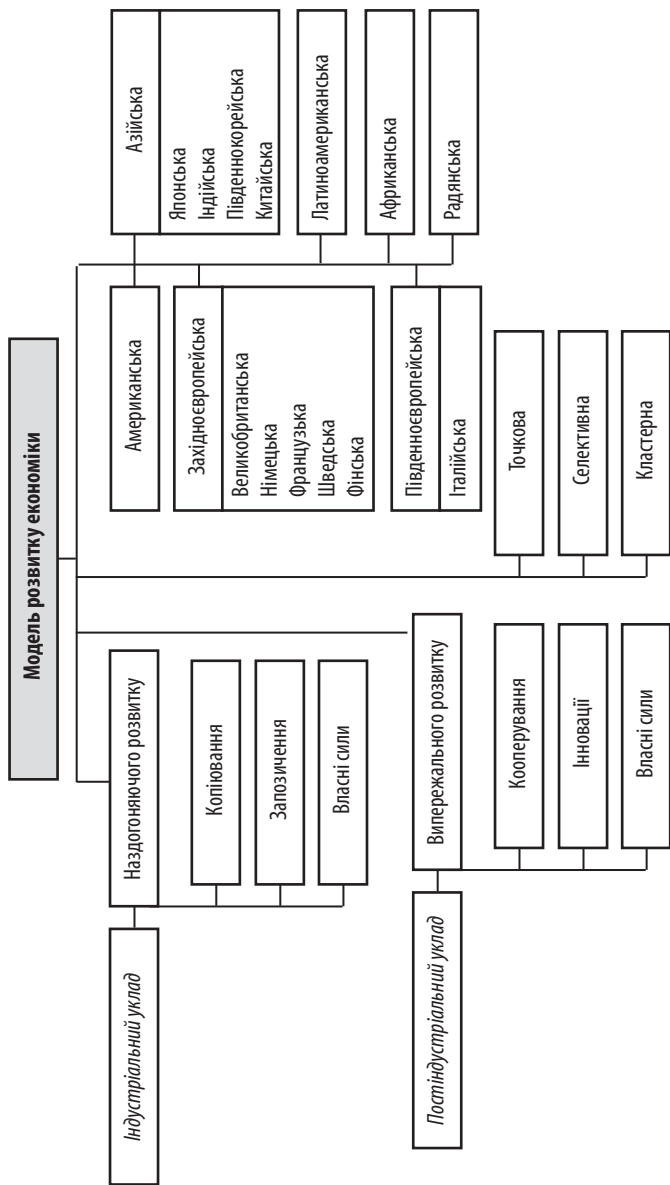 Модель розвитку економіки
Індустріальний уклад
Наздогоняючого розвитку
Копіювання
Запозичення
Власні сили
Постіндустріальний уклад
Випережального розвитку
Кооперування
Інновації
Власні сили
Точкова
Селективна
Кластерна
Американська
Західноєвропейська
Великобританська
Німецька
Французька
Шведська
Фінська
Південноєвропейська
Італійська
Азійська
Японська
Індійська
Південнокорейська
Китайська
Латиноамериканська
Африканська
Радянська